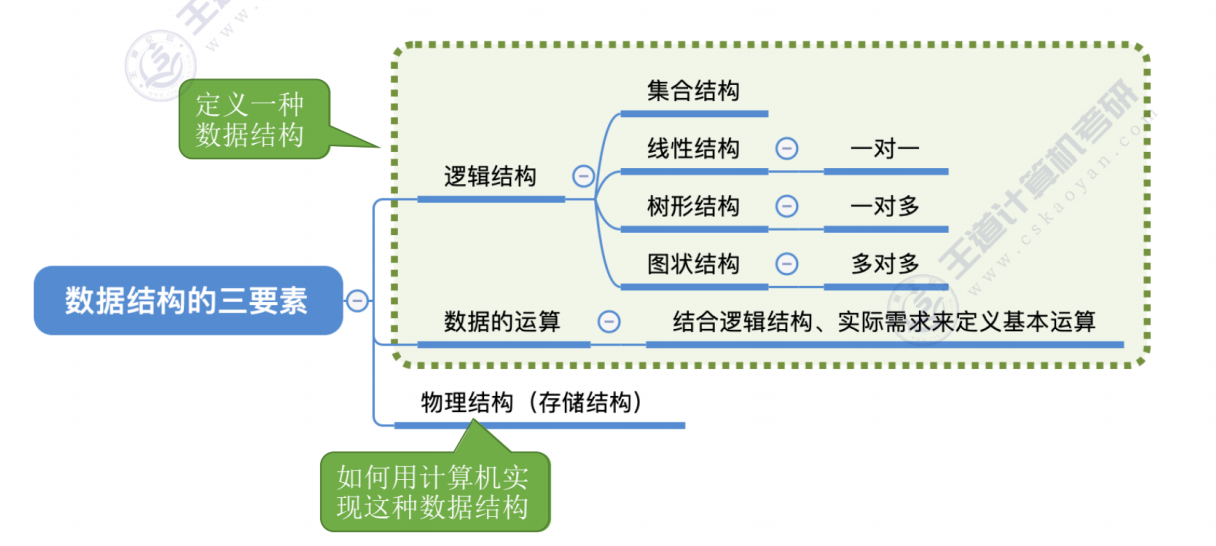 定义一种
数据结构
集合结构
线性结构
一对一
逻辑结构
树形结构
一对多
图状结构
多对多
数据结构的三要素
数据的运算
结合逻辑结构、实际需求来定义基本运算
物理结构（存储结构）
如何用计算机实
现这种数据结构
王道计算机考研
www.cskaoyan.com